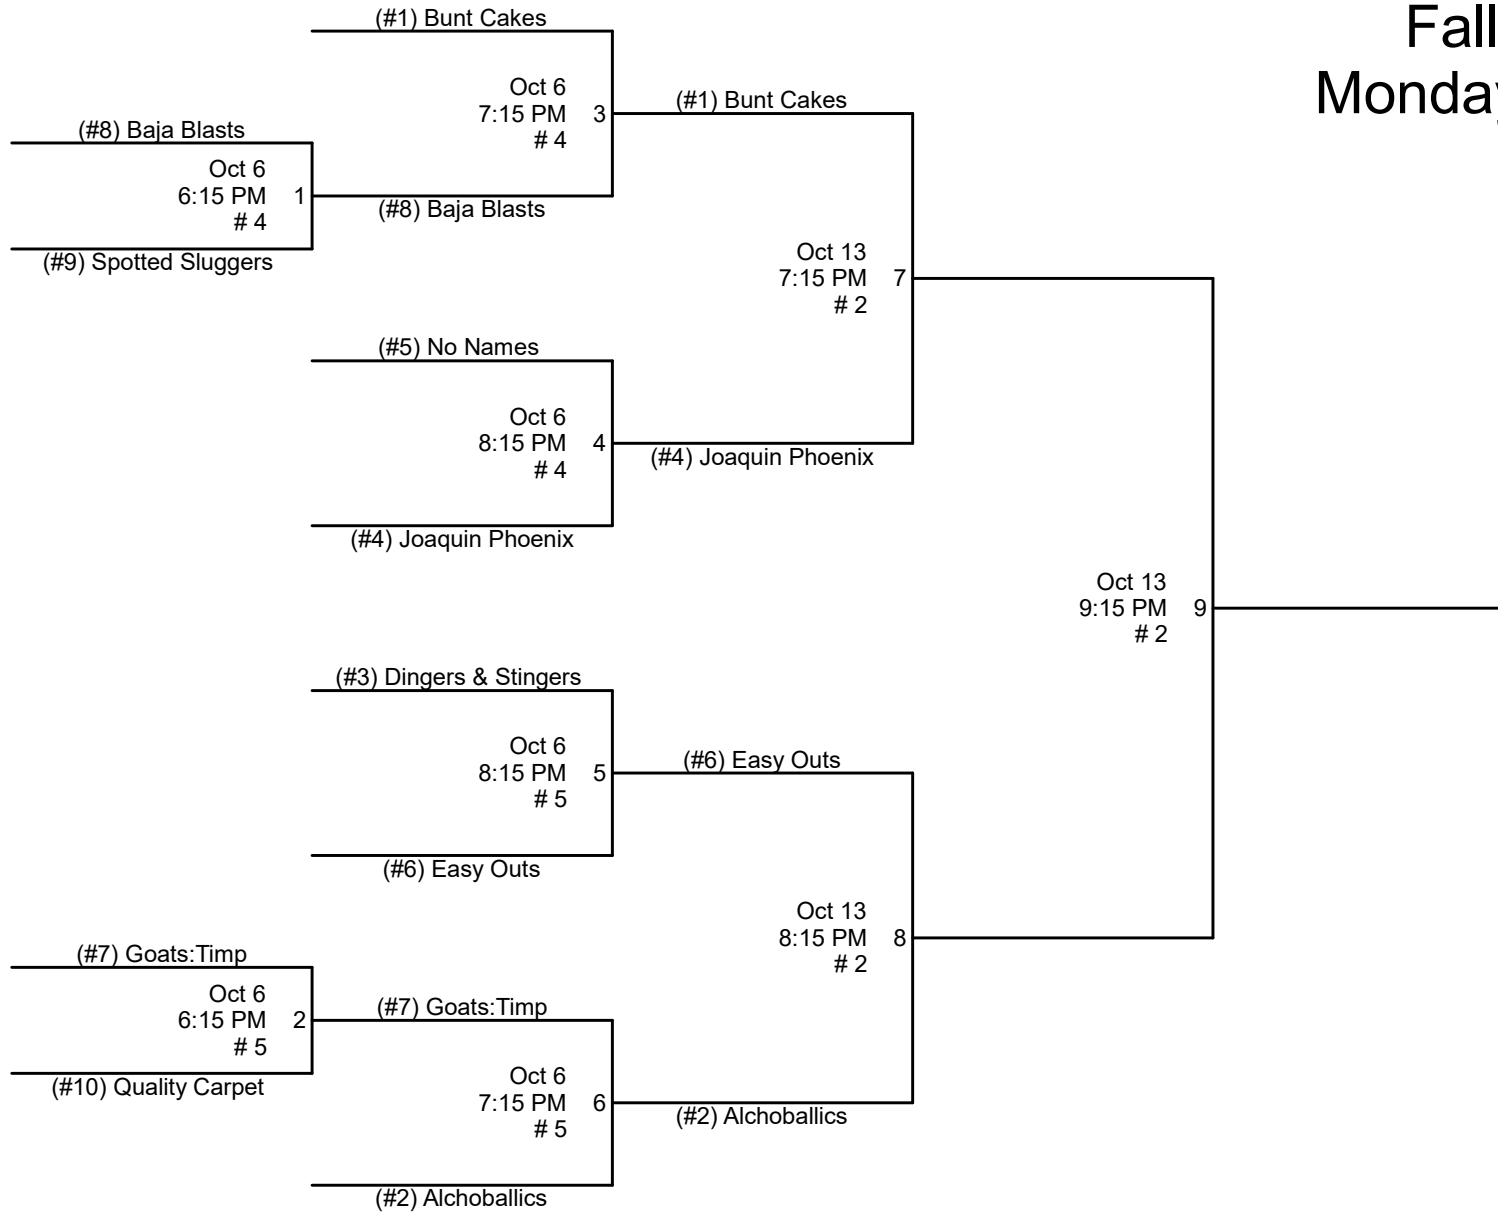 Fall
Monday
(#1) Bunt Cakes
Oct 6
7:15 PM
# 4
3
(#1) Bunt Cakes
(#8) Baja Blasts
Oct 6
6:15 PM
# 4
1
(#8) Baja Blasts
(#9) Spotted Sluggers
Oct 13
7:15 PM
# 2
7
(#5) No Names
Oct 6
8:15 PM
# 4
4
(#4) Joaquin Phoenix
(#4) Joaquin Phoenix
Oct 13
9:15 PM
# 2
9
(#3) Dingers & Stingers
Oct 6
8:15 PM
# 5
5
(#6) Easy Outs
(#6) Easy Outs
Oct 13
8:15 PM
# 2
8
(#7) Goats:Timp
Oct 6
6:15 PM
# 5
2
(#7) Goats:Timp
(#10) Quality Carpet
Oct 6
7:15 PM
# 5
6
(#2) Alchoballics
(#2) Alchoballics